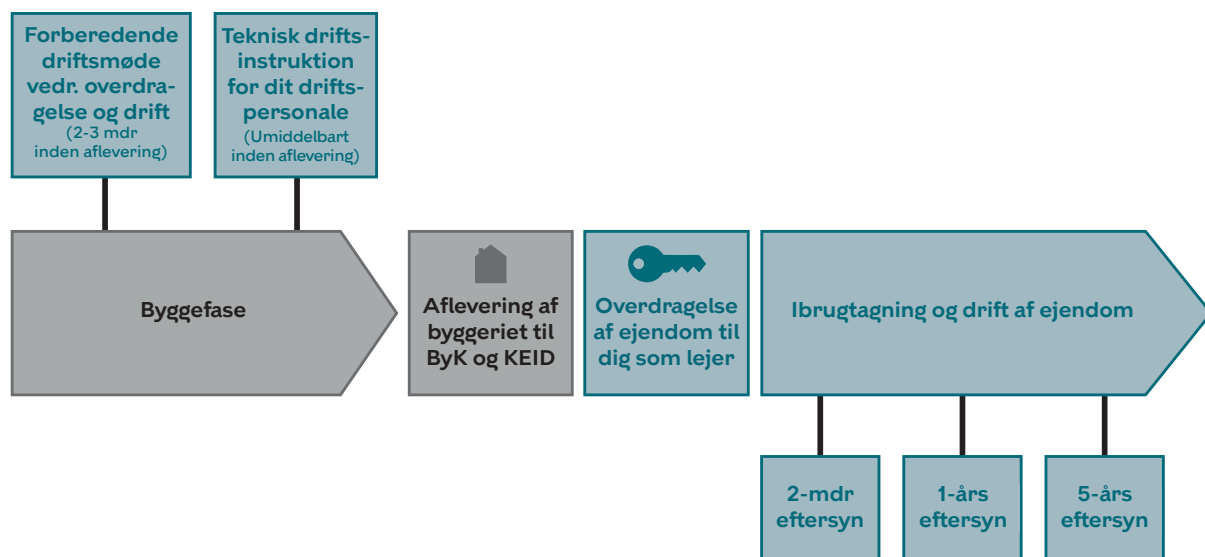 Forberedende
driftsmøde
vedr. overdra-
gelse og drift
(2-3 mdr
inden aflevering)
Teknisk drifts-
instruktion
for dit drifts-
personale
(Umiddelbart
inden aflevering)
Byggefase
Aflevering af
byggeriet til
ByK og KEID
Overdragelse
af ejendom til
dig som lejer
Ibrugtagning og drift af ejendom
2-mdr
eftersyn
1-års
eftersyn
5-års
eftersyn